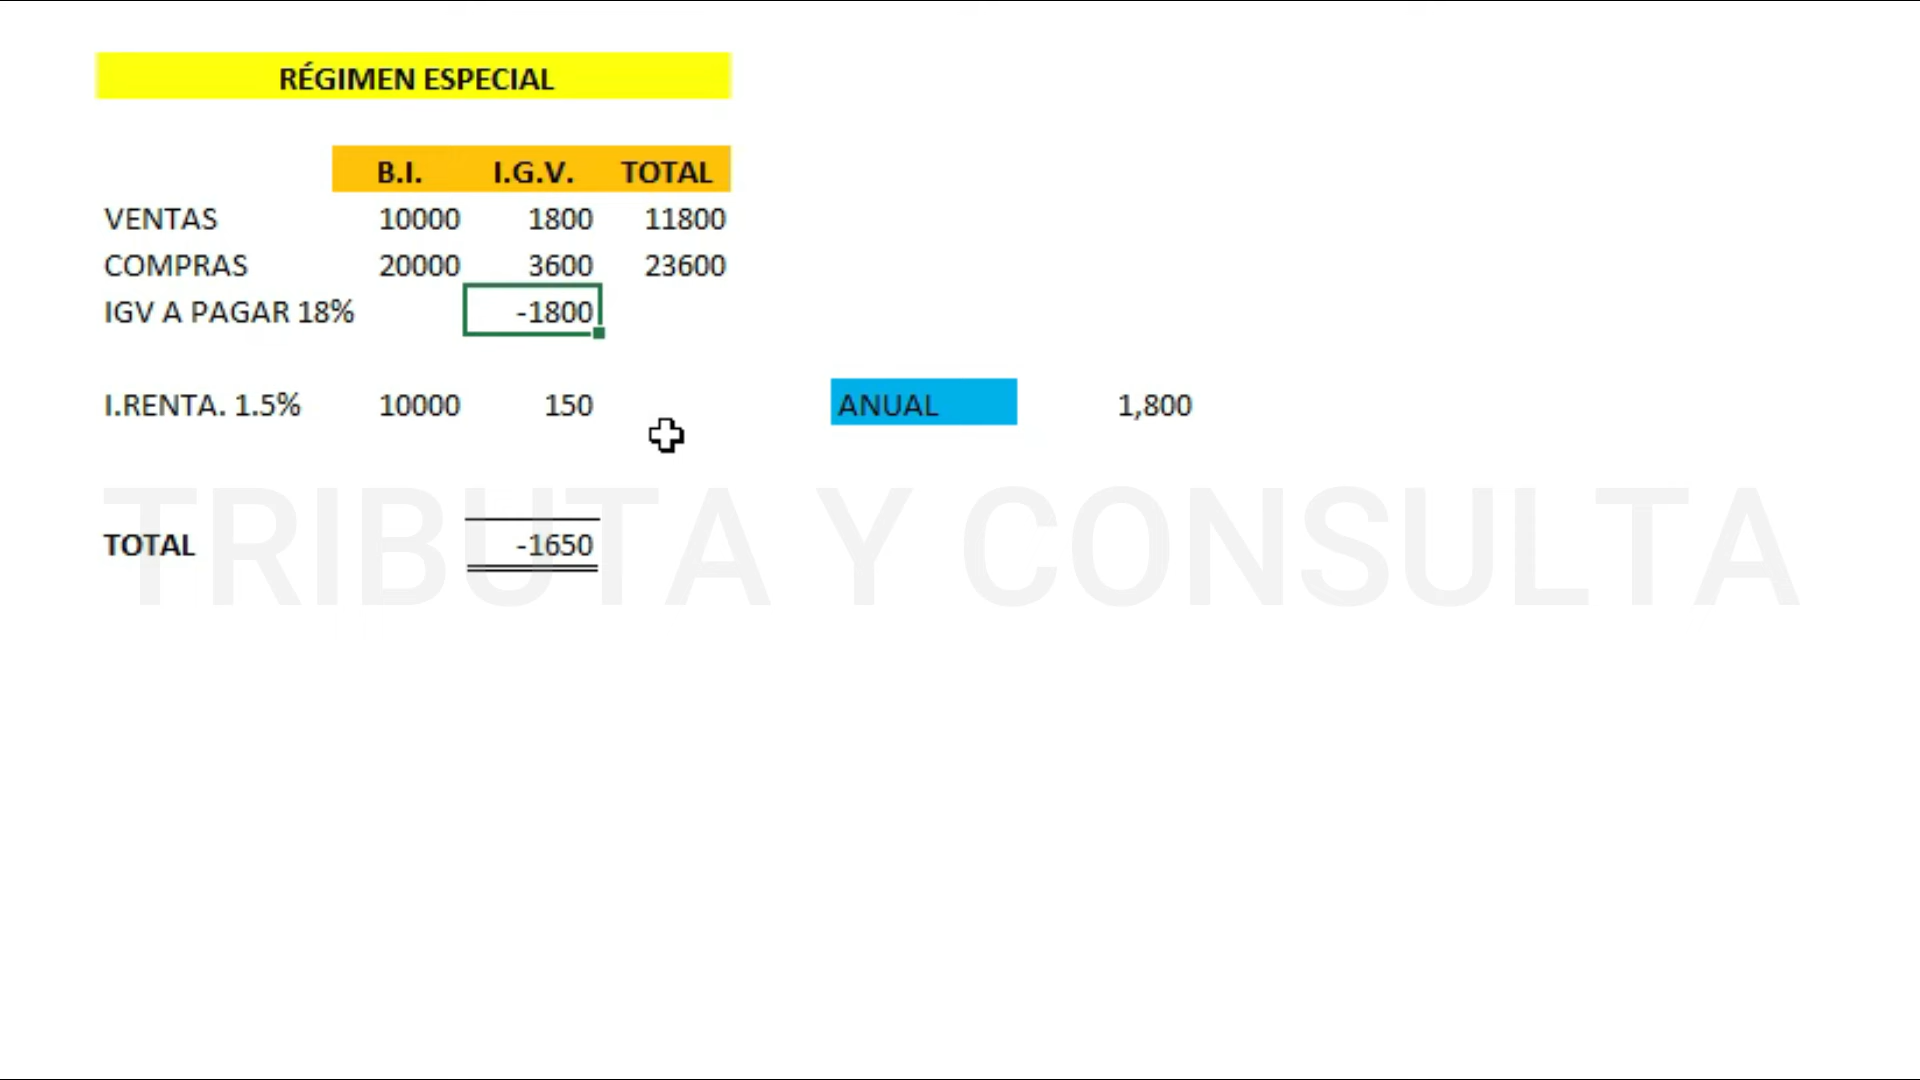 RÉGIMEN ESPECIAL
B.I. I.G.V. TOTAL
VENTAS 10000 1800 11800
COMPRAS 20000 3600 23600
IGV A PAGAR 18% -1800
I.RENTA. 1.5% 10000 150 ANUAL 1,800
TRIBUTA Y CONSULTA
TOTAL -1650